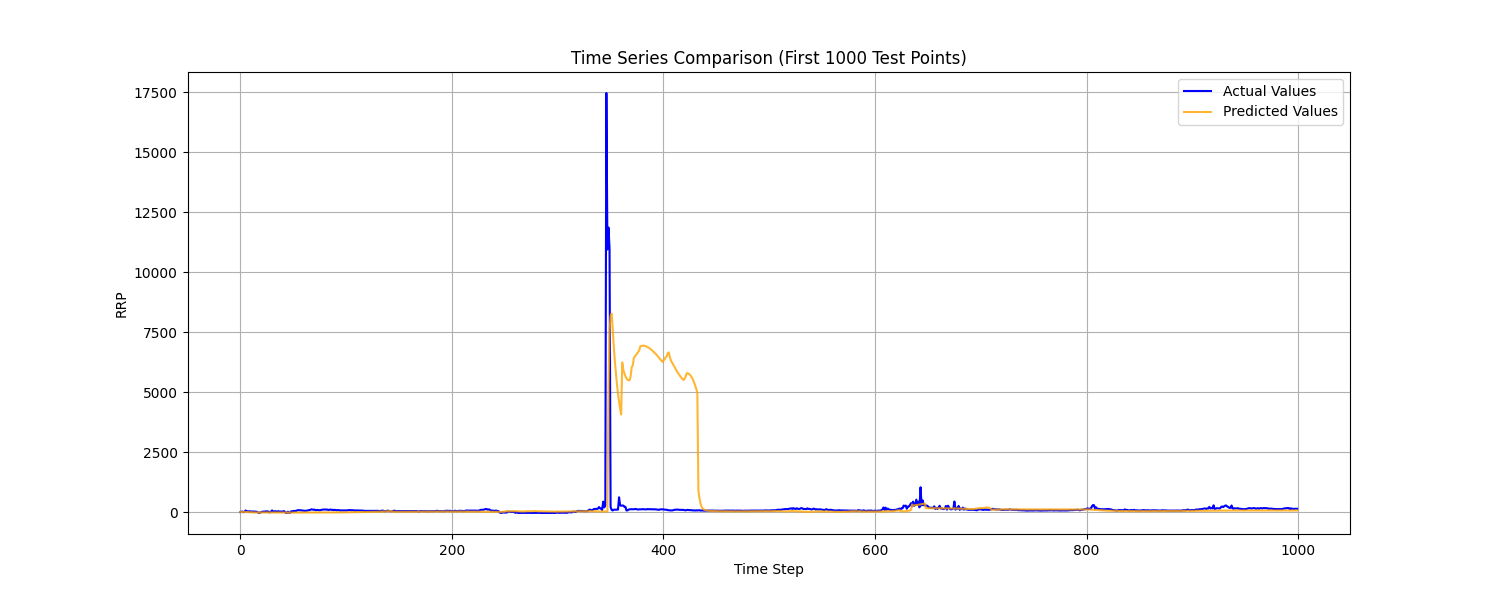 Time Series Comparison (First 1000 Test Points)
Actual Values
Predicted Values
17500
15000
12500
10000
7500
5000
2500
0
RRP
0 200 400 600 800 1000
Time Step